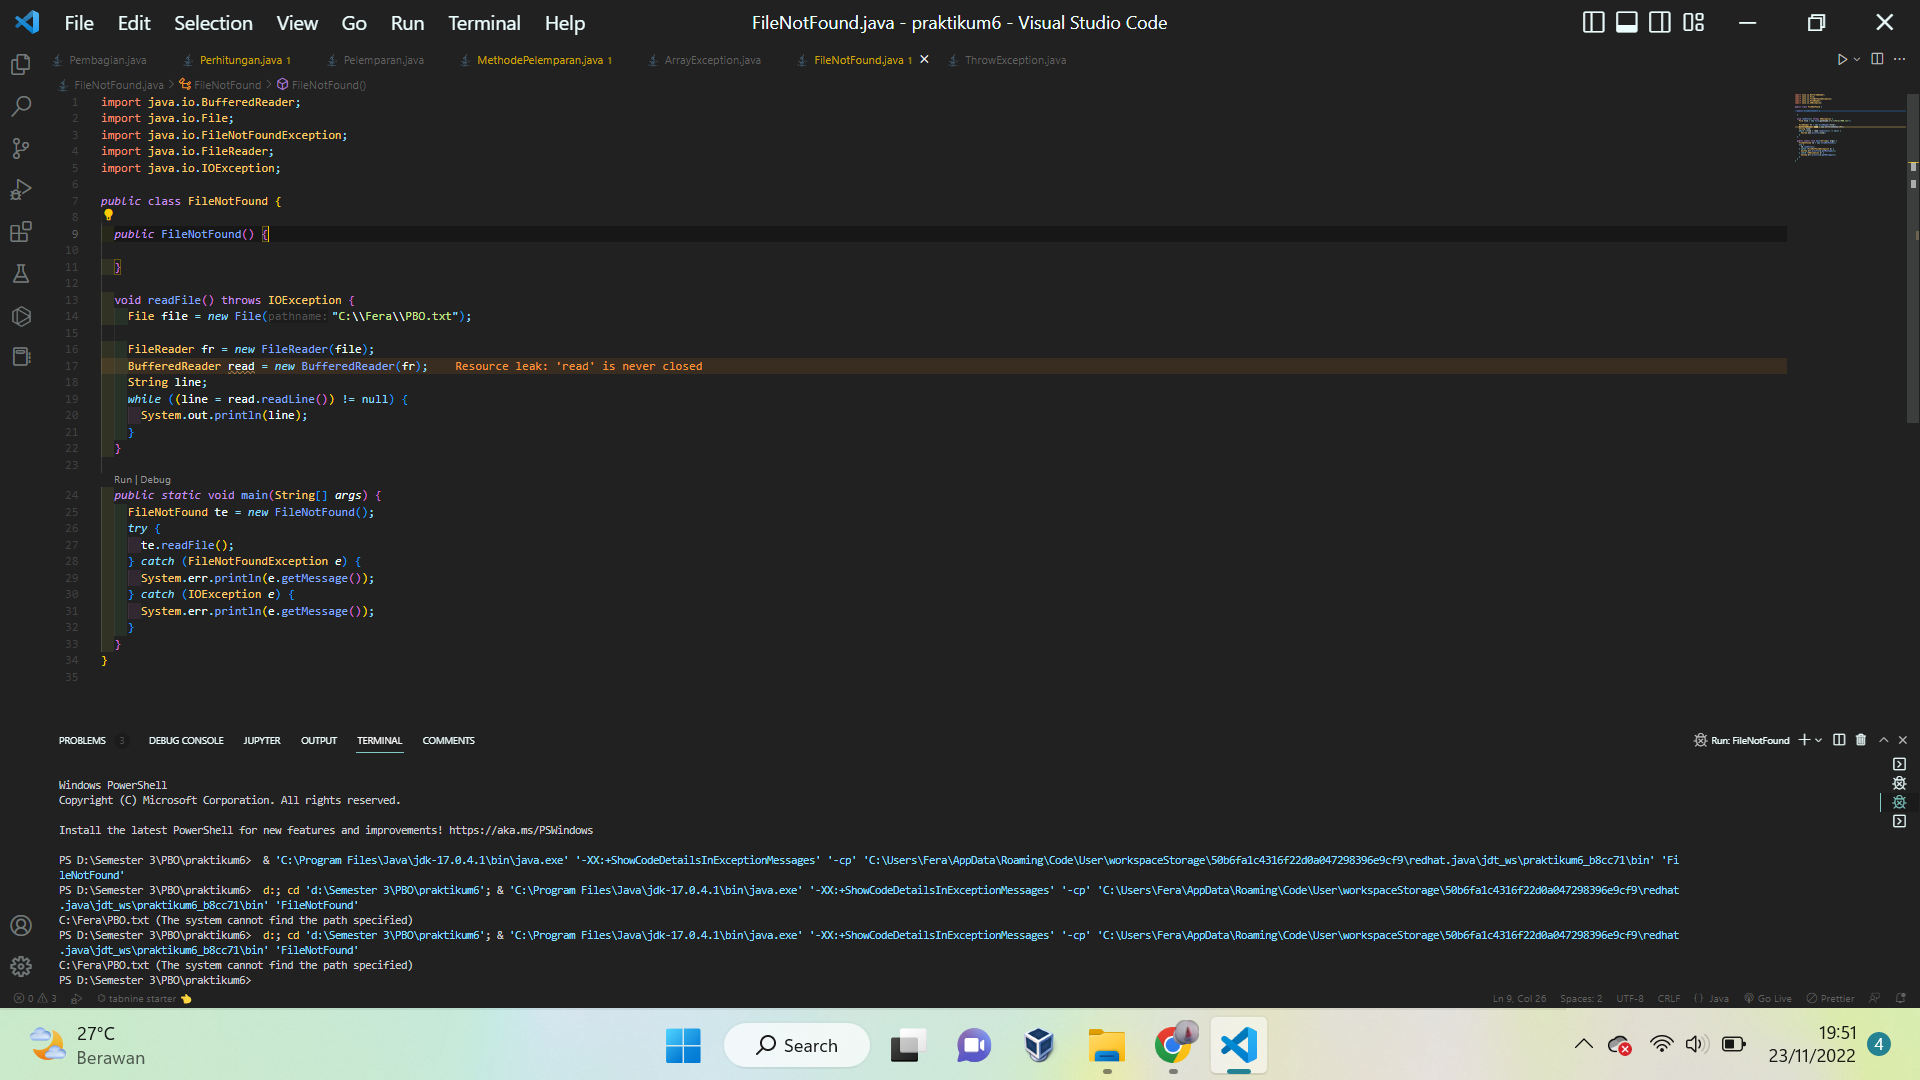 File Edit Selection View Go Run Terminal Help FileNotFound.java - praktikum6 - Visual Studio Code
Pembagian.java Perhitungan.java 1 Pelemparan.java MethodePelemparan.java 1 ArrayException.java FileNotFound.java 1 ThrowException.java
FileNotFound.java > FileNotFound > FileNotFound()
1 import java.io.BufferedReader;
2 import java.io.File;
3 import java.io.FileNotFoundException;
4 import java.io.FileReader;
5 import java.io.IOException;
6
7 public class FileNotFound {
8
9 public FileNotFound() {
10
11 }
12
13 void readFile() throws IOException {
14 File file = new File(pathname: "C:\\Fera\\PBO.txt");
15
16 FileReader fr = new FileReader(file);
17 BufferedReader read = new BufferedReader(fr); Resource leak: 'read' is never closed
18 String line;
19 while ((line = read.readLine()) != null) {
20 System.out.println(line);
21 }
22 }
23
Run | Debug
24 public static void main(String[] args) {
25 FileNotFound te = new FileNotFound();
26 try {
27 te.readFile();
28 } catch (FileNotFoundException e) {
29 System.err.println(e.getMessage());
30 } catch (IOException e) {
31 System.err.println(e.getMessage());
32 }
33 }
34 }
35
PROBLEMS 3 DEBUG CONSOLE JUPYTER OUTPUT TERMINAL COMMENTS Run: FileNotFound
Windows PowerShell
Copyright (C) Microsoft Corporation. All rights reserved.
Install the latest PowerShell for new features and improvements! https://aka.ms/PSWindows
PS D:\Semester 3\PBO\praktikum6> & 'C:\Program Files\Java\jdk-17.0.4.1\bin\java.exe' '-XX:+ShowCodeDetailsInExceptionMessages' '-cp' 'C:\Users\Fera\AppData\Roaming\Code\User\workspaceStorage\50b6fa1c4316f22d0a047298396e9cf9\redhat.java\jdt_ws\praktikum6_b8cc71\bin' 'Fi
leNotFound'
PS D:\Semester 3\PBO\praktikum6> d:; cd 'd:\Semester 3\PBO\praktikum6'; & 'C:\Program Files\Java\jdk-17.0.4.1\bin\java.exe' '-XX:+ShowCodeDetailsInExceptionMessages' '-cp' 'C:\Users\Fera\AppData\Roaming\Code\User\workspaceStorage\50b6fa1c4316f22d0a047298396e9cf9\redhat
.java\jdt_ws\praktikum6_b8cc71\bin' 'FileNotFound'
C:\Fera\PBO.txt (The system cannot find the path specified)
PS D:\Semester 3\PBO\praktikum6> d:; cd 'd:\Semester 3\PBO\praktikum6'; & 'C:\Program Files\Java\jdk-17.0.4.1\bin\java.exe' '-XX:+ShowCodeDetailsInExceptionMessages' '-cp' 'C:\Users\Fera\AppData\Roaming\Code\User\workspaceStorage\50b6fa1c4316f22d0a047298396e9cf9\redhat
.java\jdt_ws\praktikum6_b8cc71\bin' 'FileNotFound'
C:\Fera\PBO.txt (The system cannot find the path specified)
PS D:\Semester 3\PBO\praktikum6>
0 3 tabnine starter Ln 9, Col 26 Spaces: 2 UTF-8 CRLF {} Java Go Live Prettier
27°C
Berawan
Search
19:51
23/11/2022
4